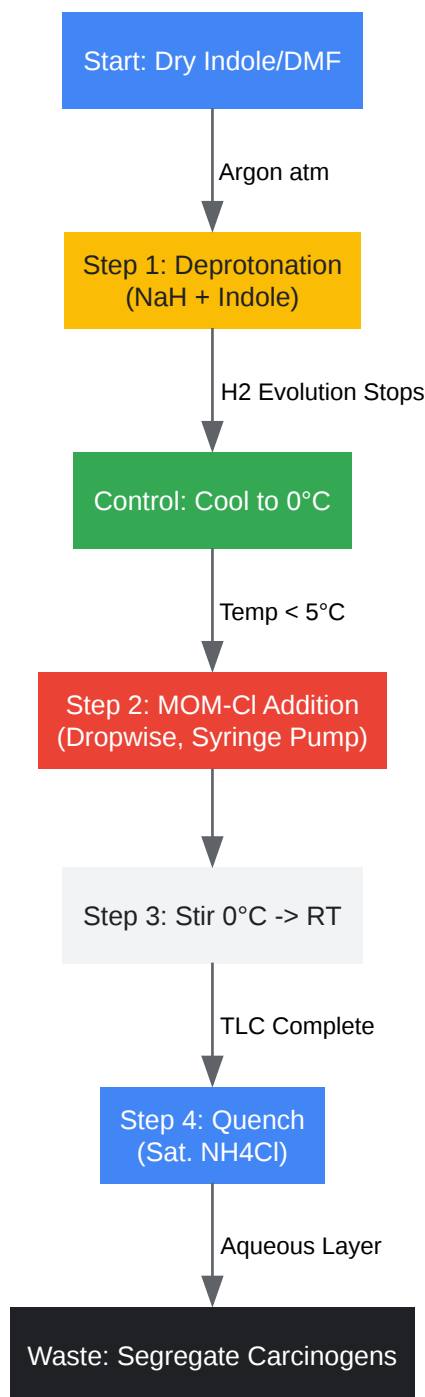 Start: Dry Indole/DMF
Argon atm
Step 1: Deprotonation
(NaH + Indole)
H2 Evolution Stops
Control: Cool to 0°C
Temp < 5°C
Step 2: MOM-Cl Addition
(Dropwise, Syringe Pump)
Step 3: Stir 0°C -> RT
TLC Complete
Step 4: Quench
(Sat. NH4Cl)
Aqueous Layer
Waste: Segregate Carcinogens